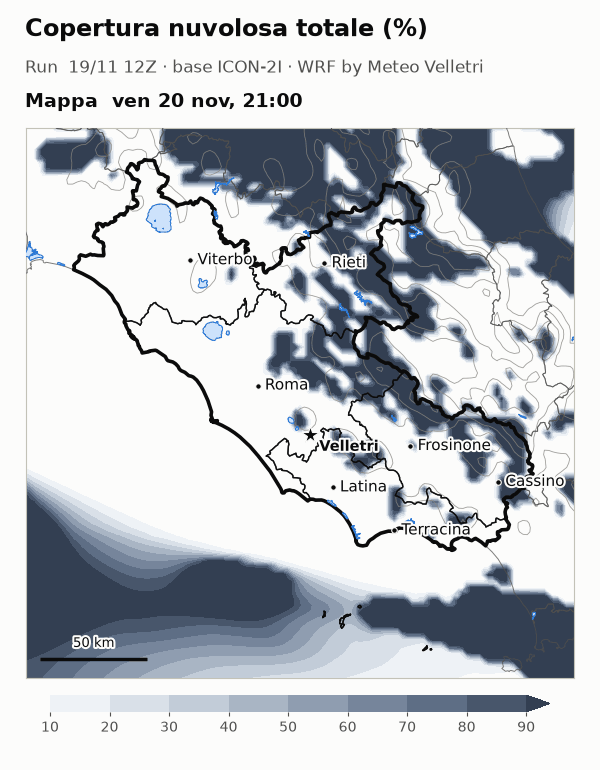 Copertura nuvolosa totale (%)
Run  19/11 12Z · base ICON-2I · WRF by Meteo Velletri
Mappa  ven 20 nov, 21:00
Viterbo
Rieti
Roma
Velletri
Frosinone
Cassino
Latina
Terracina
50 km
10 20 30 40 50 60 70 80 90